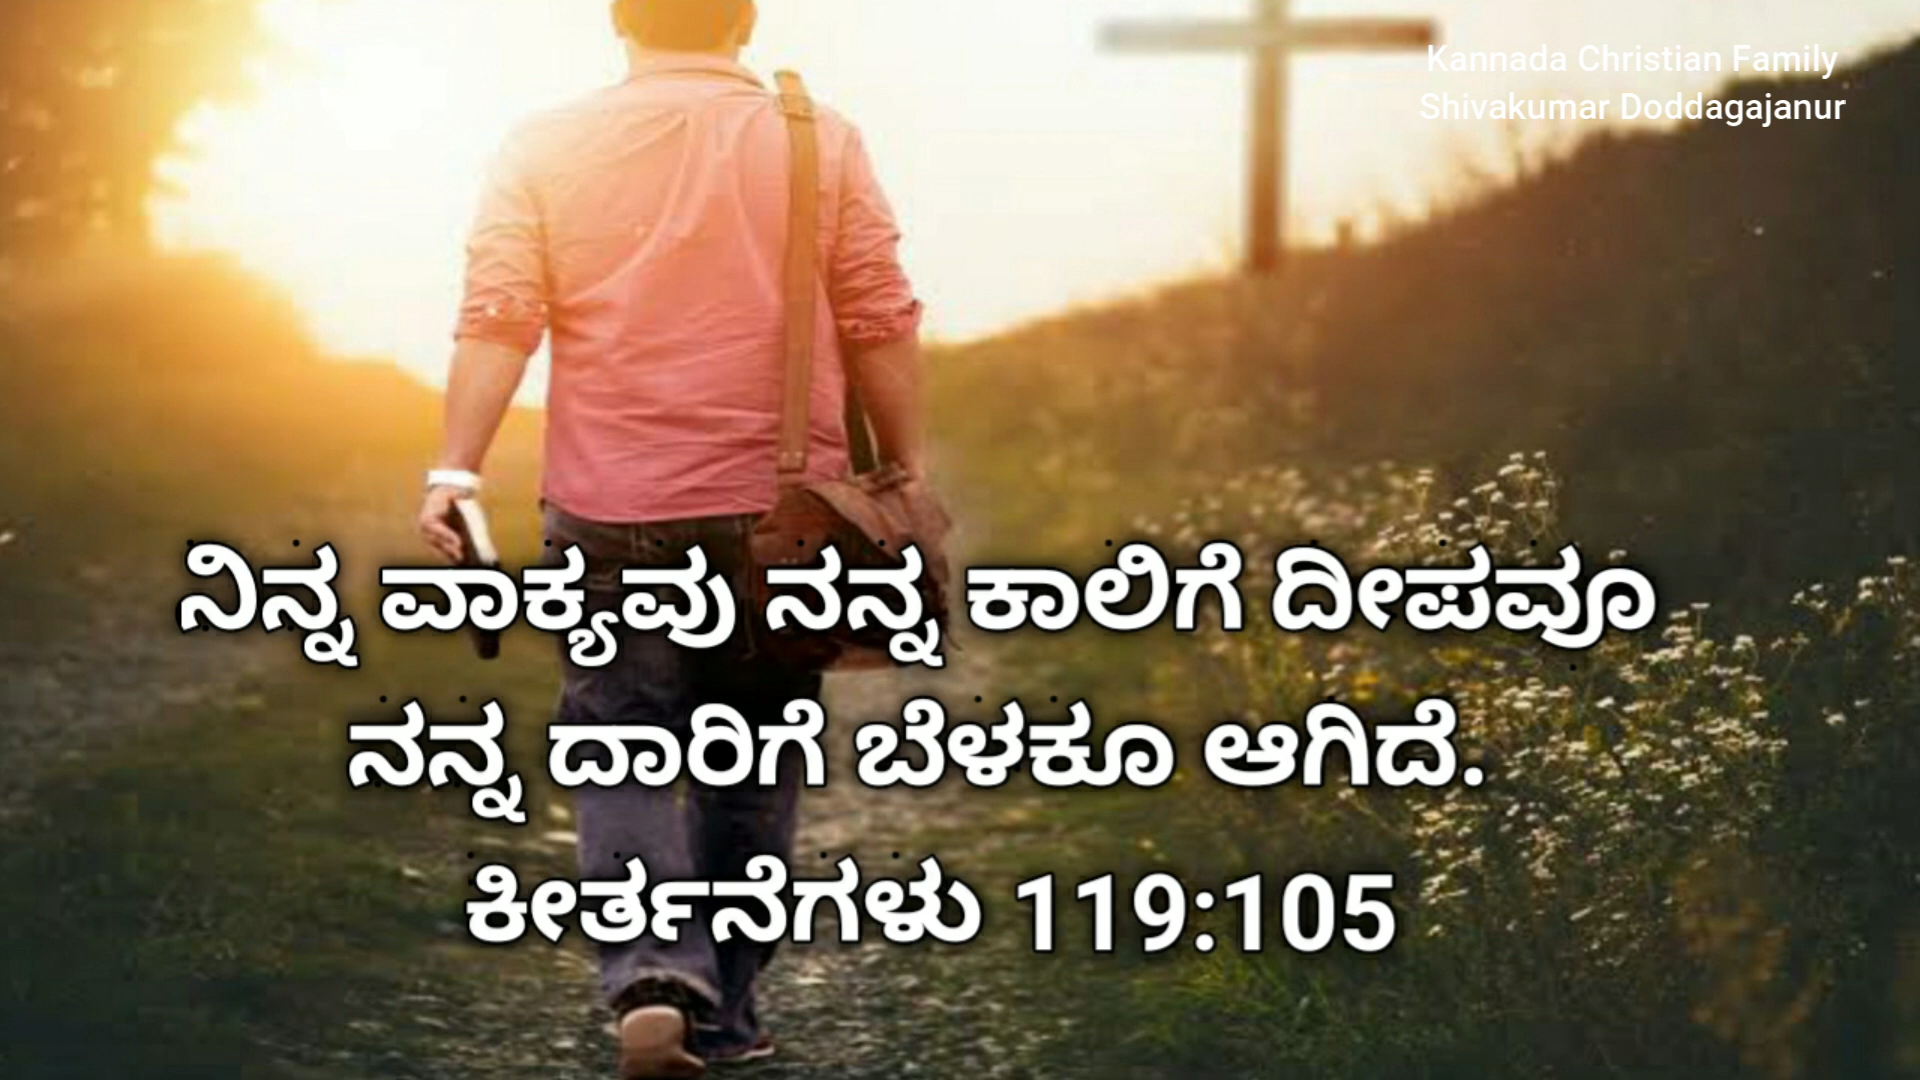 Kannada Christian Family
Shivakumar Doddagajanur
ನಿನ್ನ ವಾಕ್ಯವು ನನ್ನ ಕಾಲಿಗೆ ದೀಪವೂ
ನನ್ನ ದಾರಿಗೆ ಬೆಳಕೂ ಆಗಿದೆ.
ಕೀರ್ತನೆಗಳು 119:105